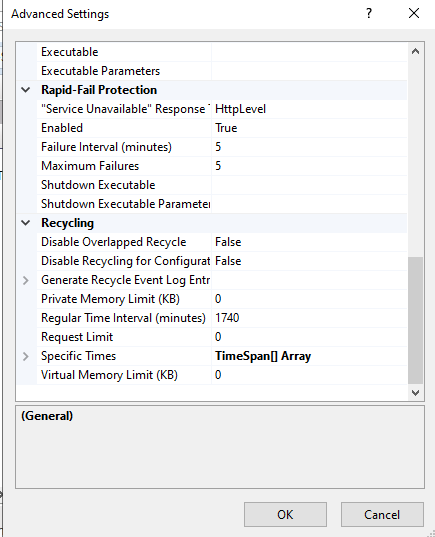 Advanced Settings ? ×
Executable
Executable Parameters
Rapid-Fail Protection
"Service Unavailable" Response T HttpLevel
Enabled True
Failure Interval (minutes) 5
Maximum Failures 5
Shutdown Executable
Shutdown Executable Parameter
Recycling
Disable Overlapped Recycle False
Disable Recycling for Configurat False
Generate Recycle Event Log Entr
Private Memory Limit (KB) 0
Regular Time Interval (minutes) 1740
Request Limit 0
Specific Times TimeSpan[] Array
Virtual Memory Limit (KB) 0
(General)
OK Cancel